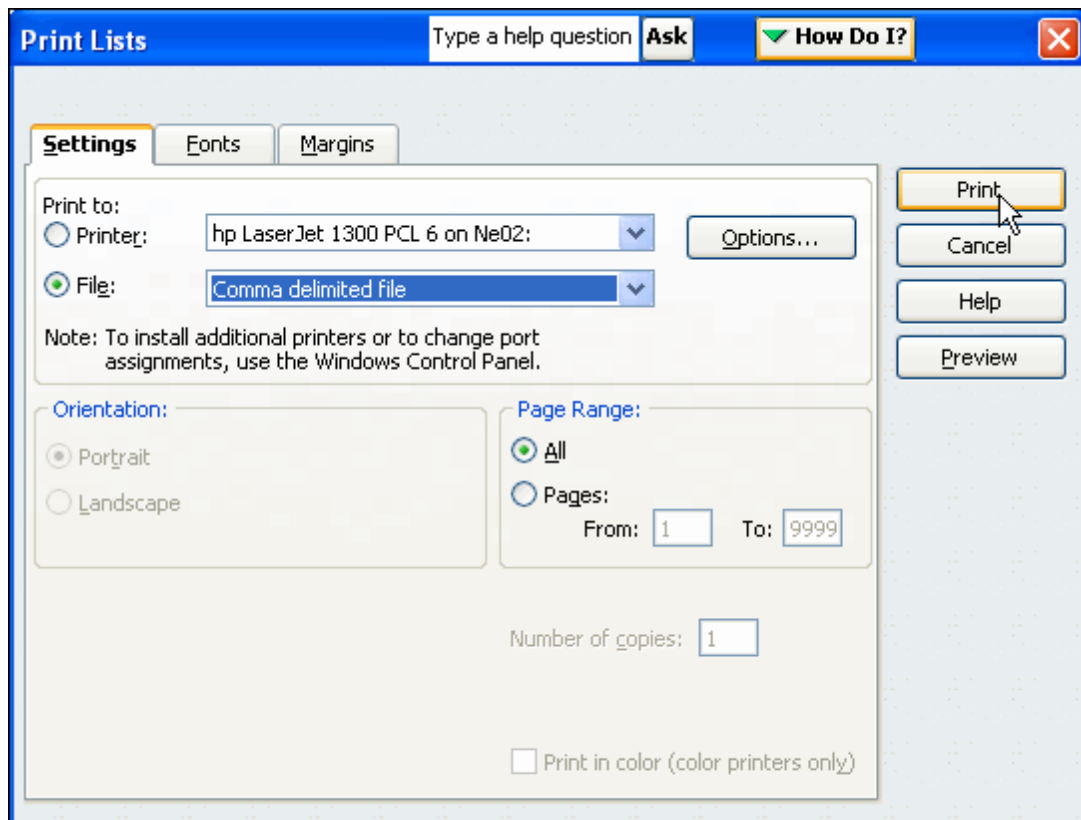 Print Lists
Type a help question Ask
How Do I?
Settings Fonts Margins
Print to:
Printer: hp LaserJet 1300 PCL 6 on Ne02: Options...
File: Comma delimited file
Note: To install additional printers or to change port
assignments, use the Windows Control Panel.
Print
Cancel
Help
Preview
Orientation:
Portrait
Landscape
Page Range:
All
Pages:
From: 1 To: 9999
Number of copies: 1
Print in color (color printers only)